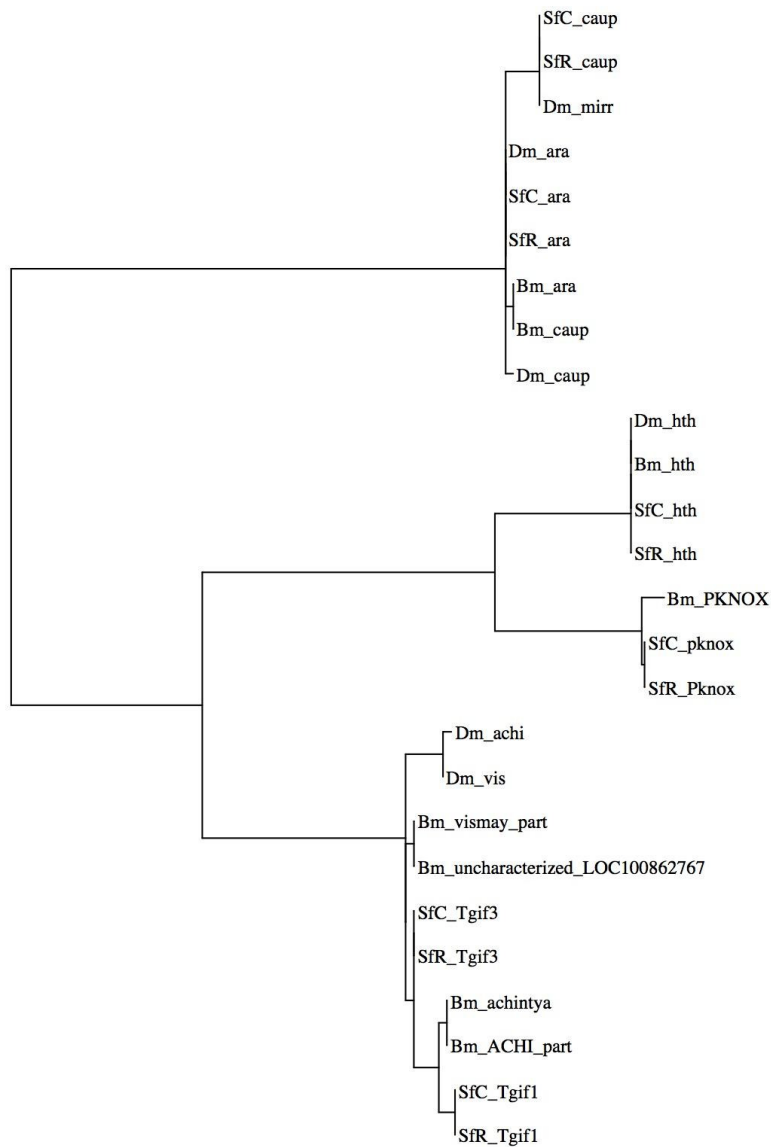 SfC_caup
SfR_caup
Dm_mirr
Dm_ara
SfC_ara
SfR_ara
Bm_ara
Bm_caup
Dm_caup
Dm_hth
Bm_hth
SfC_hth
SfR_hth
Bm_PKNOX
SfC_pknox
SfR_Pknox
Dm_achi
Dm_vis
Bm_vismay_part
Bm_uncharacterized_LOC100862767
SfC_Tgif3
SfR_Tgif3
Bm_achintya
Bm_ACHI_part
SfC_Tgif1
SfR_Tgif1